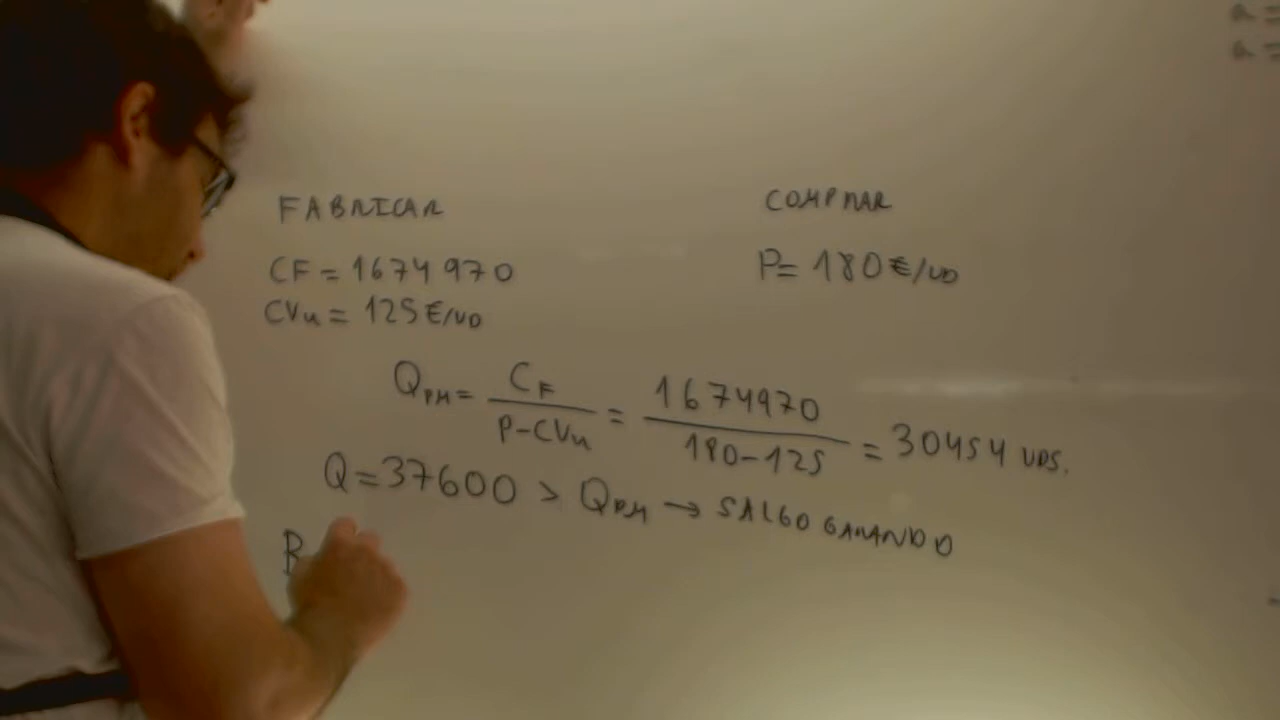 a =
a =
FABRICAR
COMPRAR
CF = 1674970
P = 180 €/UD
CVu = 125 €/UD
QPM = CF / P-CVu = 1674970 / 180-125 = 30454 UDS.
Q = 37600 > QPM → SALGO GANANDO
B